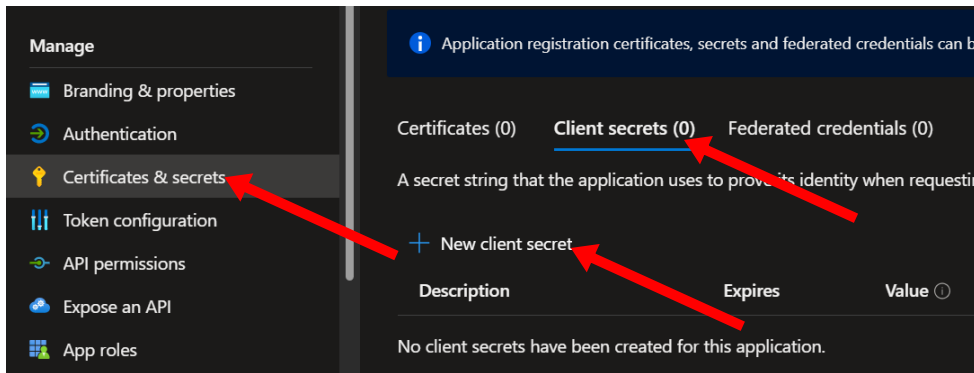 Manage
Branding & properties
Authentication
Certificates & secrets
Token configuration
API permissions
Expose an API
App roles
Application registration certificates, secrets and federated credentials can b
Certificates (0) Client secrets (0) Federated credentials (0)
A secret string that the application uses to prove its identity when requesti
New client secret
Description Expires Value
No client secrets have been created for this application.